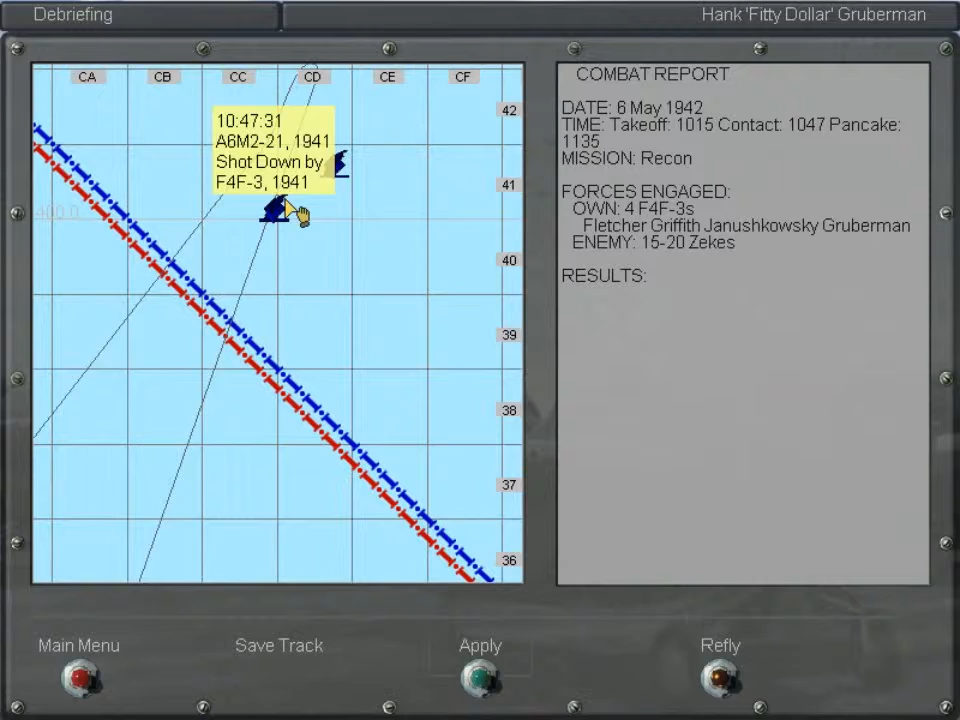 Debriefing
Hank 'Fitty Dollar' Gruberman
CA CB CC CD CE CF
42
41
40
39
38
37
36
400.0
10:47:31
A6M2-21, 1941
Shot Down by
F4F-3, 1941
COMBAT REPORT
DATE: 6 May 1942
TIME: Takeoff: 1015 Contact: 1047 Pancake:
1135
MISSION: Recon
FORCES ENGAGED:
OWN: 4 F4F-3s
Fletcher Griffith Janushkowsky Gruberman
ENEMY: 15-20 Zekes
RESULTS:
Main Menu
Save Track
Apply
Refly